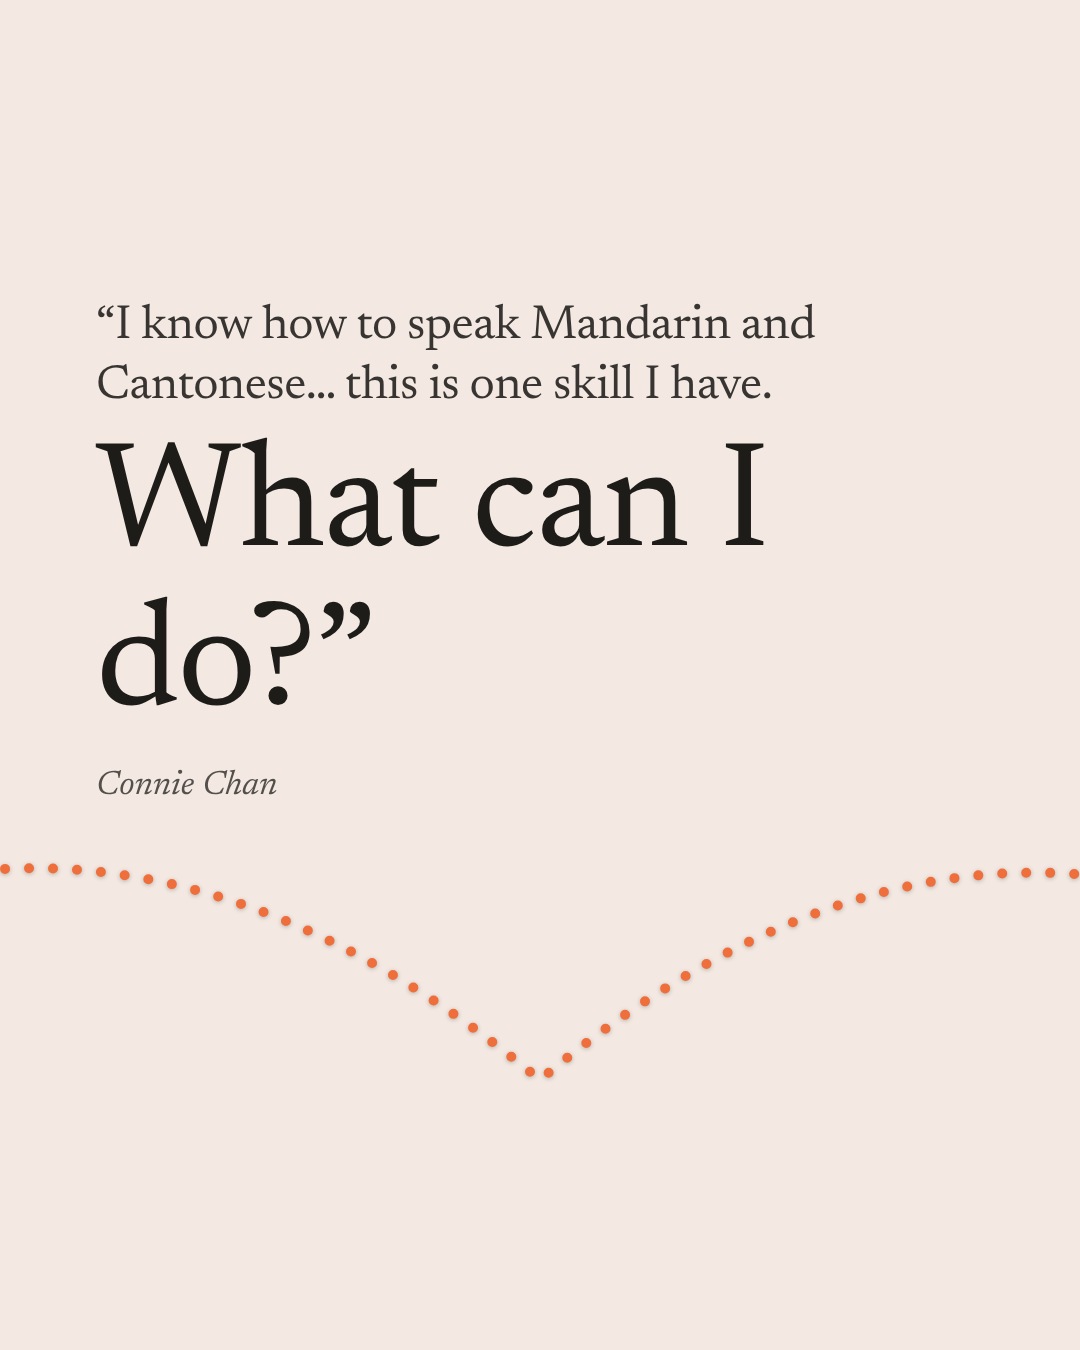 “I know how to speak Mandarin and
Cantonese... this is one skill I have.
What can I
do?”
Connie Chan